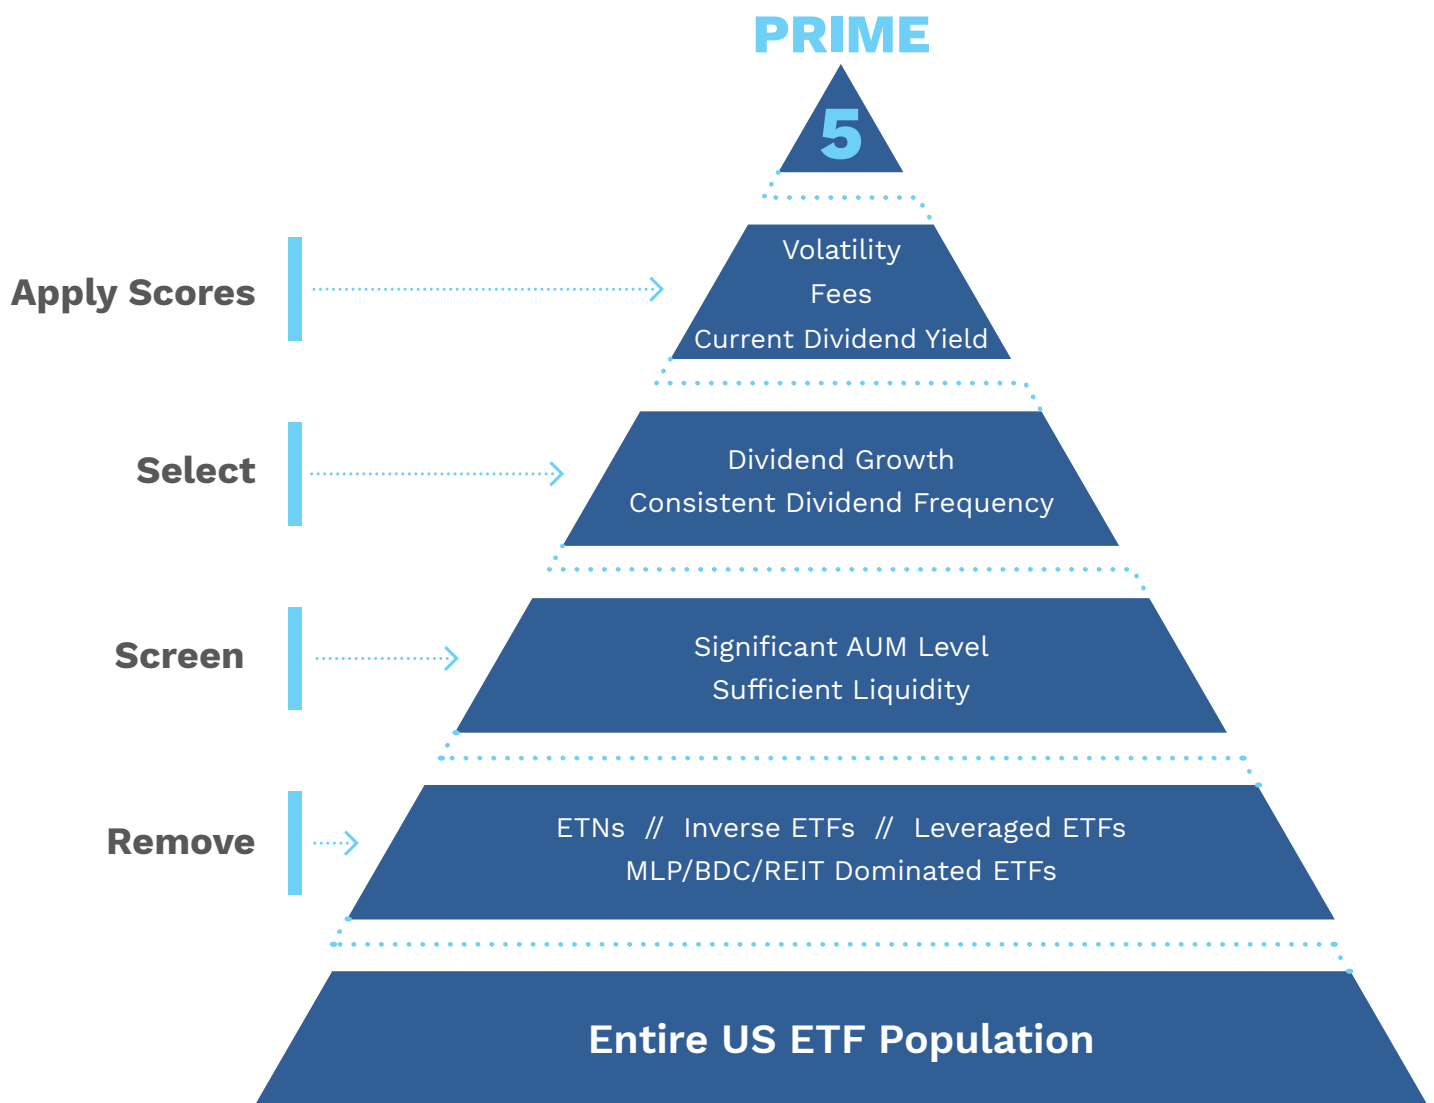 PRIME
5
Apply Scores
Volatility
Fees
Current Dividend Yield
Select
Dividend Growth
Consistent Dividend Frequency
Screen
Significant AUM Level
Sufficient Liquidity
Remove
ETNs // Inverse ETFs // Leveraged ETFs
MLP/BDC/REIT Dominated ETFs
Entire US ETF Population